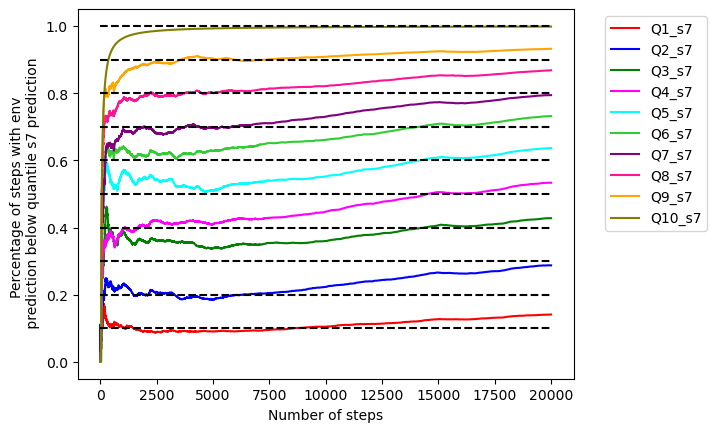 Percentage of steps with env
prediction below quantile s7 prediction
1.0
0.8
0.6
0.4
0.2
0.0
0
2500
5000
7500
10000
12500
15000
17500
20000
Number of steps
Q1_s7
Q2_s7
Q3_s7
Q4_s7
Q5_s7
Q6_s7
Q7_s7
Q8_s7
Q9_s7
Q10_s7